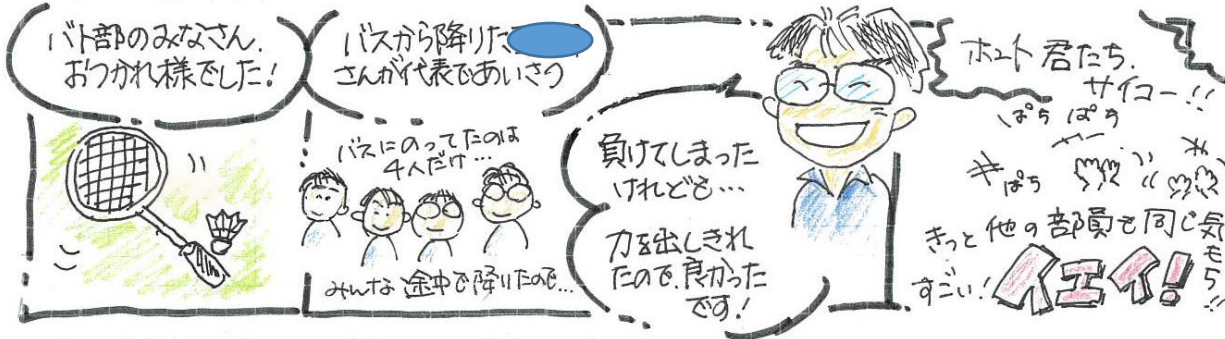 バド部のみなさん、
おつかれ様でした!
バスから降りた
さんが代表であいさつ
バスにのってたのは
4人だけ…
みんな途中で降りたので…
負けてしまった
けれども…
力を出しきれ
たので、良かった
です!
ホント君たち、
サイコー!!
ぱち ぱち
ぱち
きっと他の部員も同じ気もち!!
すごい!
イエイ!